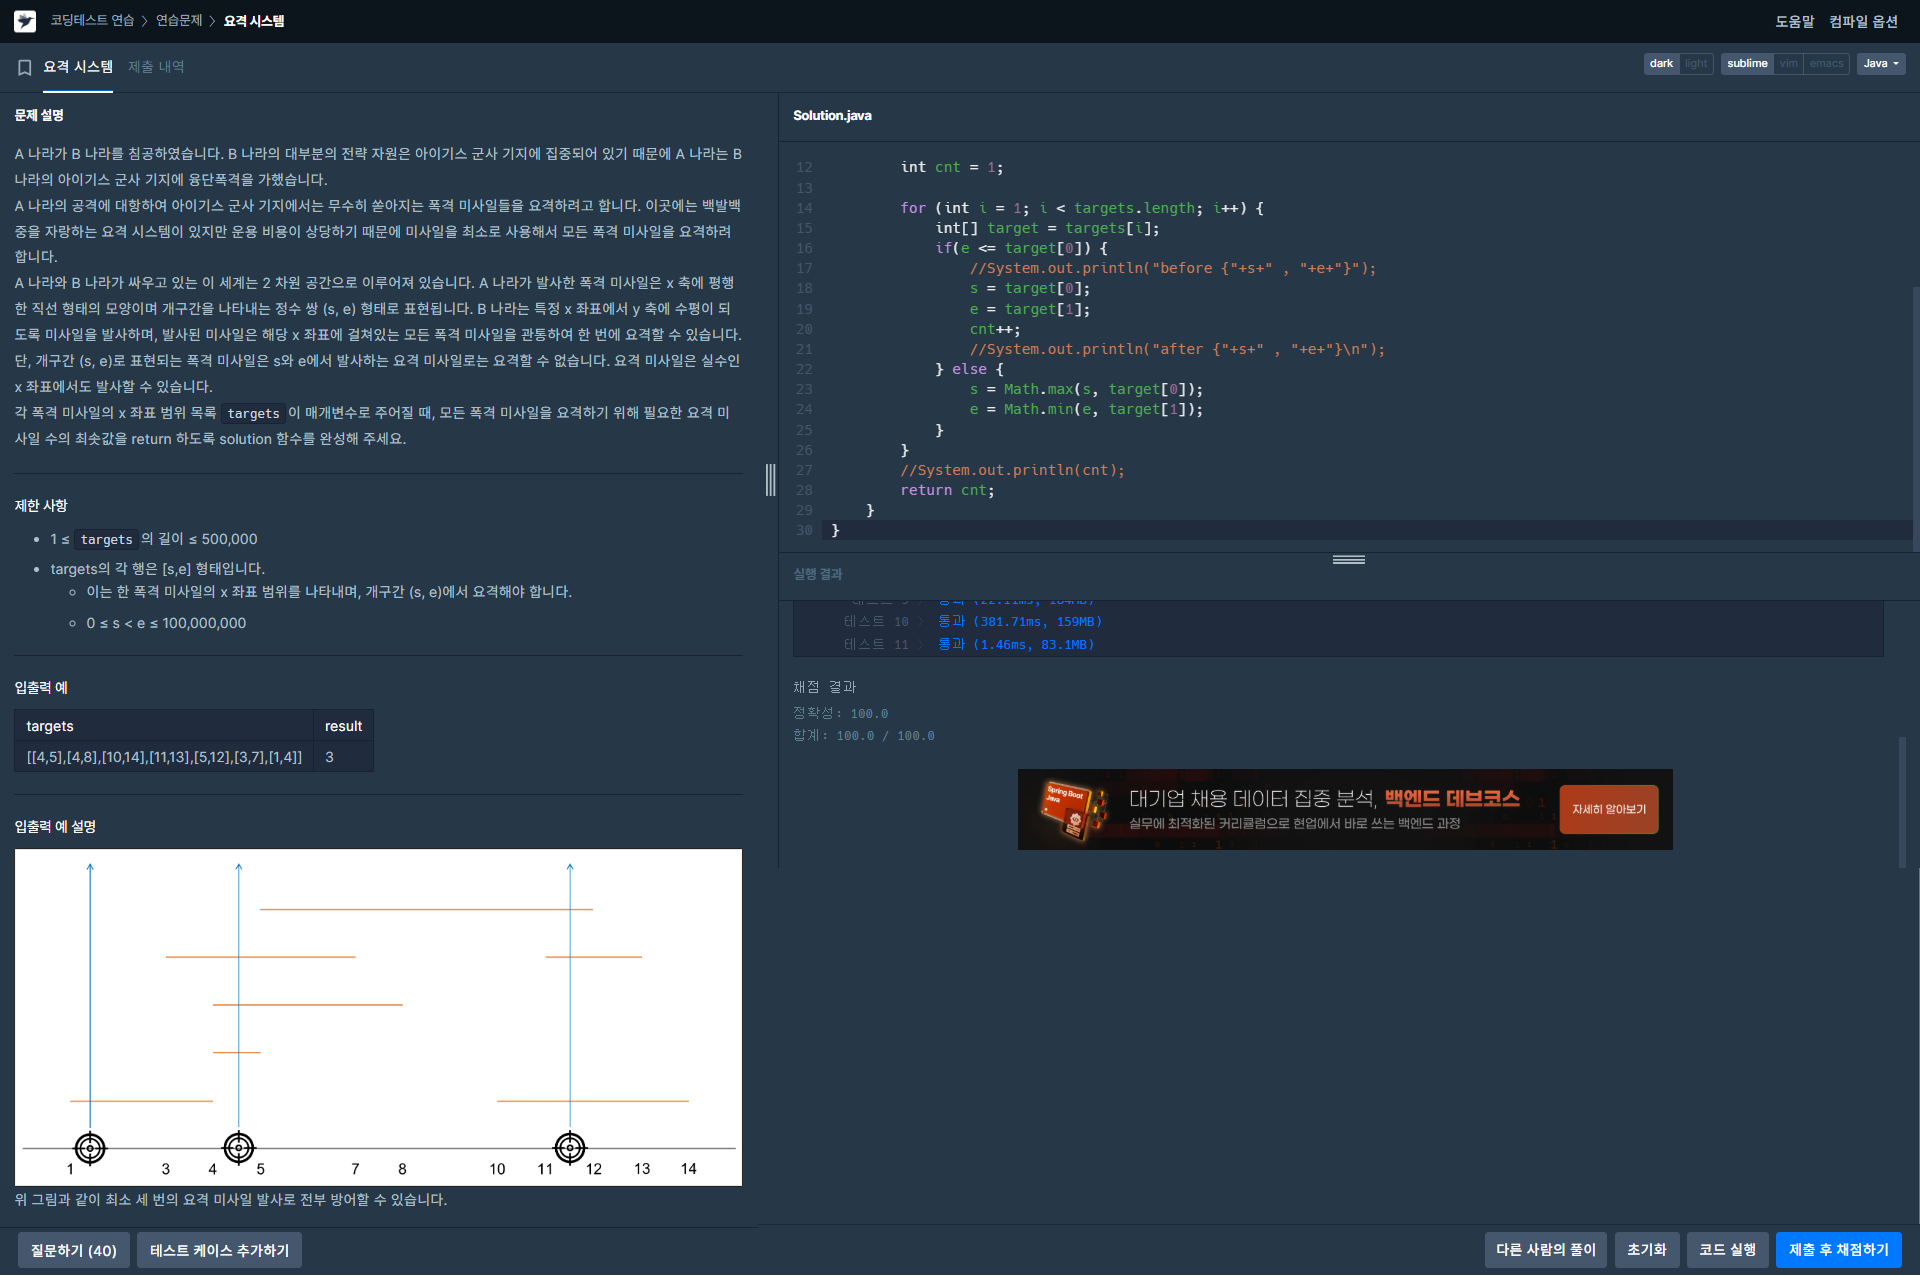 코딩테스트 연습 > 연습문제 > 요격 시스템
도움말 컴파일 옵션
요격 시스템 제출 내역
dark light sublime vim emacs Java
문제 설명
A 나라가 B 나라를 침공하였습니다. B 나라의 대부분의 전략 자원은 아이기스 군사 기지에 집중되어 있기 때문에 A 나라는 B
나라의 아이기스 군사 기지에 융단폭격을 가했습니다.
A 나라의 공격에 대항하여 아이기스 군사 기지에서는 무수히 쏟아지는 폭격 미사일들을 요격하려고 합니다. 이곳에는 백발백
중을 자랑하는 요격 시스템이 있지만 운용 비용이 상당하기 때문에 미사일을 최소로 사용해서 모든 폭격 미사일을 요격하려
합니다.
A 나라와 B 나라가 싸우고 있는 이 세계는 2 차원 공간으로 이루어져 있습니다. A 나라가 발사한 폭격 미사일은 x 축에 평행
한 직선 형태의 모양이며 개구간을 나타내는 정수 쌍 (s, e) 형태로 표현됩니다. B 나라는 특정 x 좌표에서 y 축에 수평이 되
도록 미사일을 발사하며, 발사된 미사일은 해당 x 좌표에 걸쳐있는 모든 폭격 미사일을 관통하여 한 번에 요격할 수 있습니다.
단, 개구간 (s, e)로 표현되는 폭격 미사일은 s와 e에서 발사하는 요격 미사일로는 요격할 수 없습니다. 요격 미사일은 실수인
x 좌표에서도 발사할 수 있습니다.
각 폭격 미사일의 x 좌표 범위 목록 targets 이 매개변수로 주어질 때, 모든 폭격 미사일을 요격하기 위해 필요한 요격 미
사일 수의 최솟값을 return 하도록 solution 함수를 완성해 주세요.
제한 사항
• 1 ≤ targets 의 길이 ≤ 500,000
• targets의 각 행은 [s,e] 형태입니다.
◦ 이는 한 폭격 미사일의 x 좌표 범위를 나타내며, 개구간 (s, e)에서 요격해야 합니다.
◦ 0 ≤ s < e ≤ 100,000,000
입출력 예
targets result
[[4,5],[4,8],[10,14],[11,13],[5,12],[3,7],[1,4]] 3
입출력 예 설명
1 3 4 5 7 8 10 11 12 13 14
위 그림과 같이 최소 세 번의 요격 미사일 발사로 전부 방어할 수 있습니다.
질문하기 (40) 테스트 케이스 추가하기
Solution.java
12 int cnt = 1;
13
14 for (int i = 1; i < targets.length; i++) {
15 int[] target = targets[i];
16 if(e <= target[0]) {
17 //System.out.println("before {"+s+" , "+e+"}");
18 s = target[0];
19 e = target[1];
20 cnt++;
21 //System.out.println("after {"+s+" , "+e+"}\n");
22 } else {
23 s = Math.max(s, target[0]);
24 e = Math.min(e, target[1]);
25 }
26 }
27 //System.out.println(cnt);
28 return cnt;
29 }
30 }
실행 결과
테스트 9 > 통과 (22.11ms, 184MB)
테스트 10 > 통과 (381.71ms, 159MB)
테스트 11 > 통과 (1.46ms, 83.1MB)
채점 결과
정확성: 100.0
합계: 100.0 / 100.0
Spring Boot
Java
대기업 채용 데이터 집중 분석, 백엔드 데브코스
실무에 최적화된 커리큘럼으로 현업에서 바로 쓰는 백엔드 과정
자세히 알아보기
다른 사람의 풀이 초기화 코드 실행 제출 후 채점하기